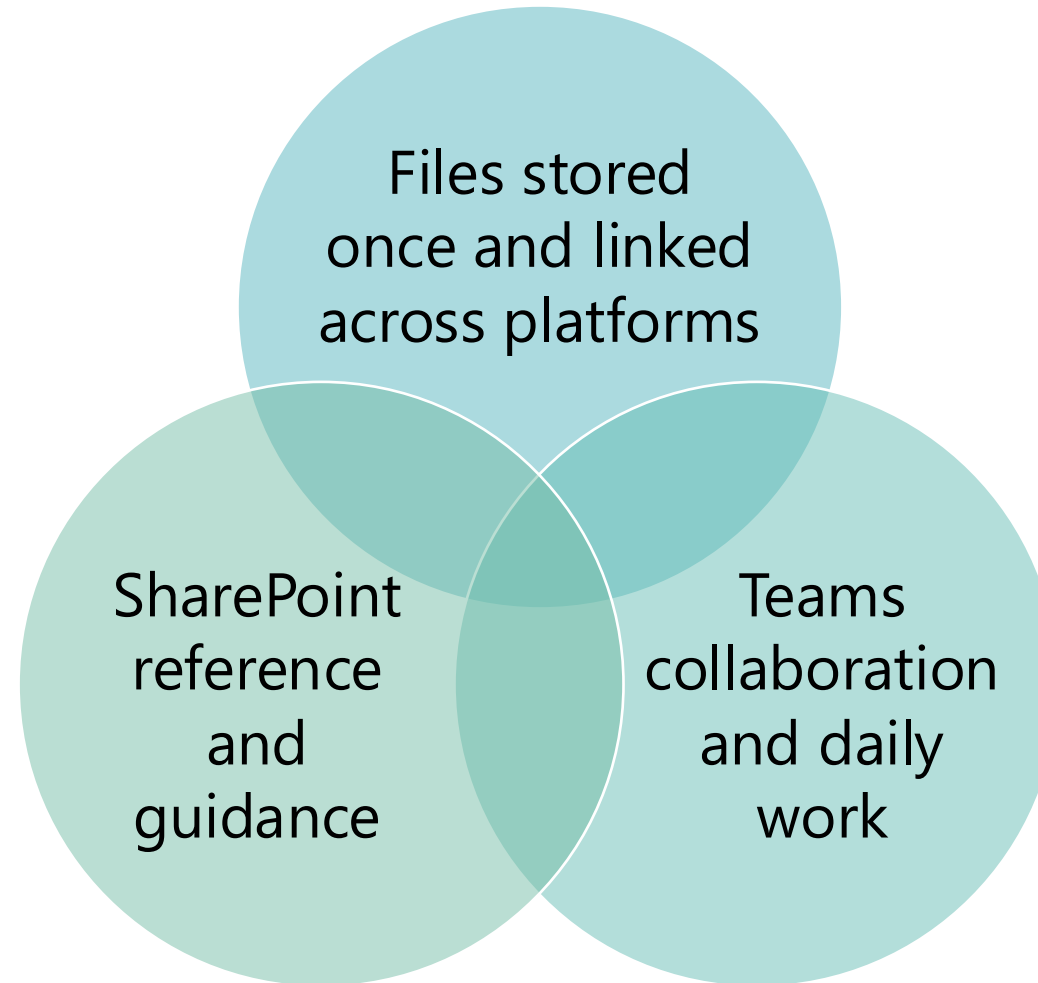 Files stored
once and linked
across platforms
SharePoint
reference
and
guidance
Teams
collaboration
and daily
work